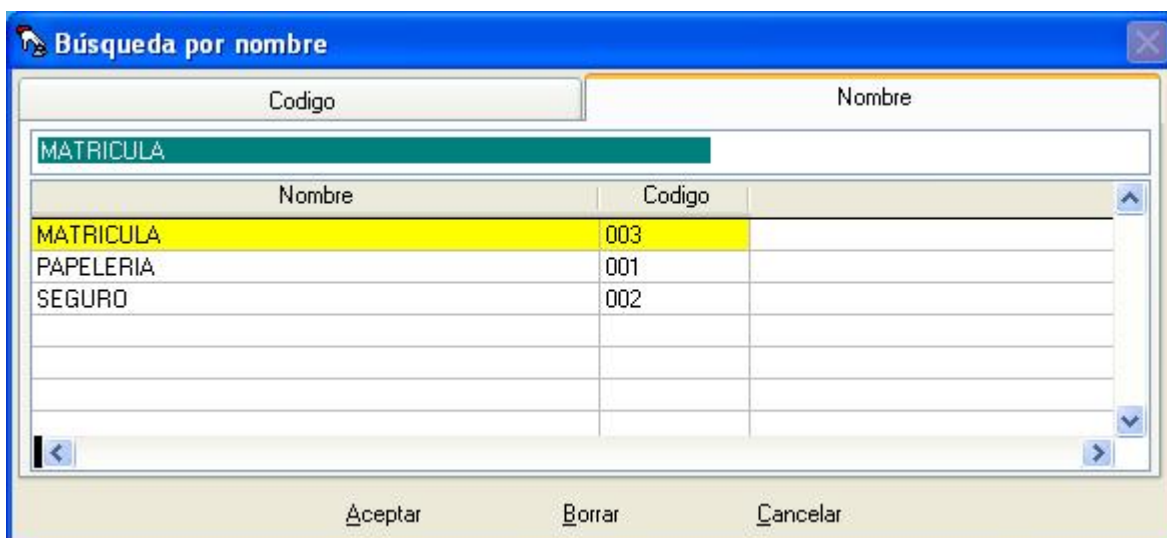 Búsqueda por nombre
Codigo Nombre
MATRICULA
Nombre Codigo
MATRICULA 003
PAPELERIA 001
SEGURO 002
Aceptar Borrar Cancelar